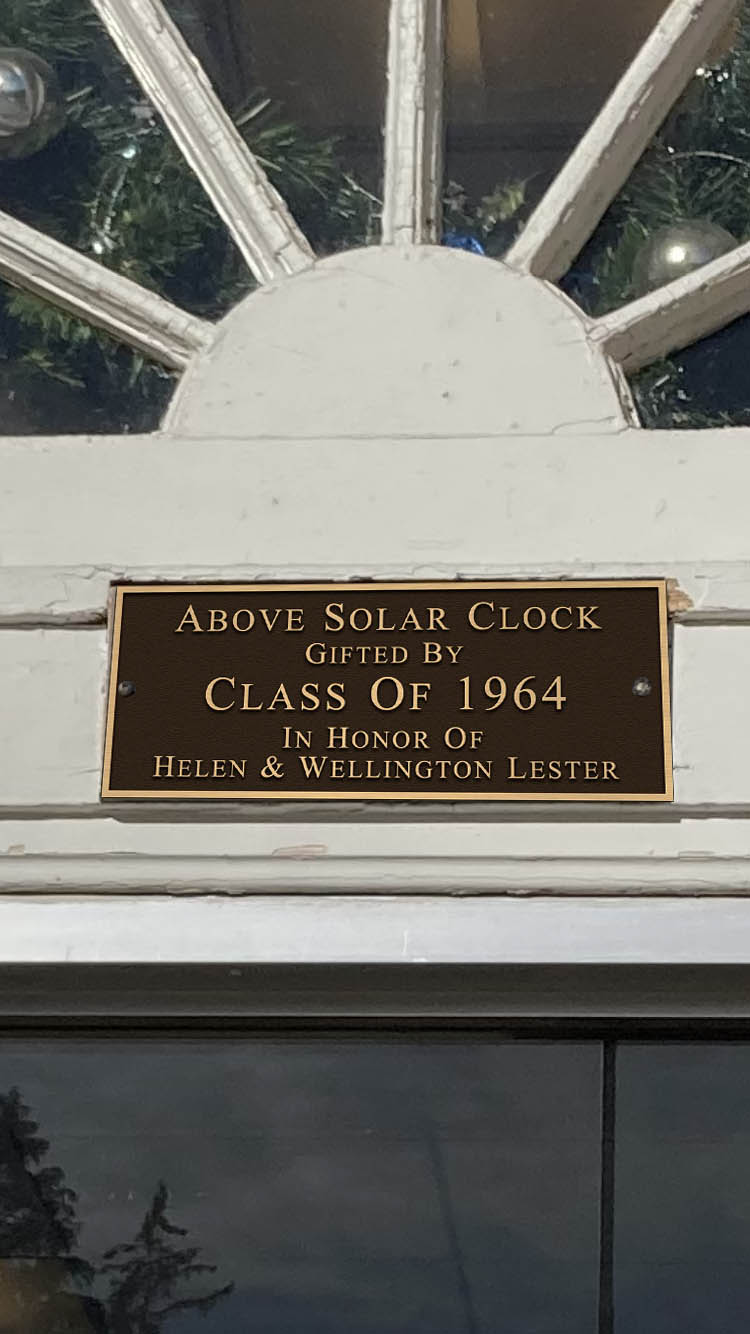 ABOVE SOLAR CLOCK
GIFTED BY
CLASS OF 1964
IN HONOR OF
HELEN & WELLINGTON LESTER